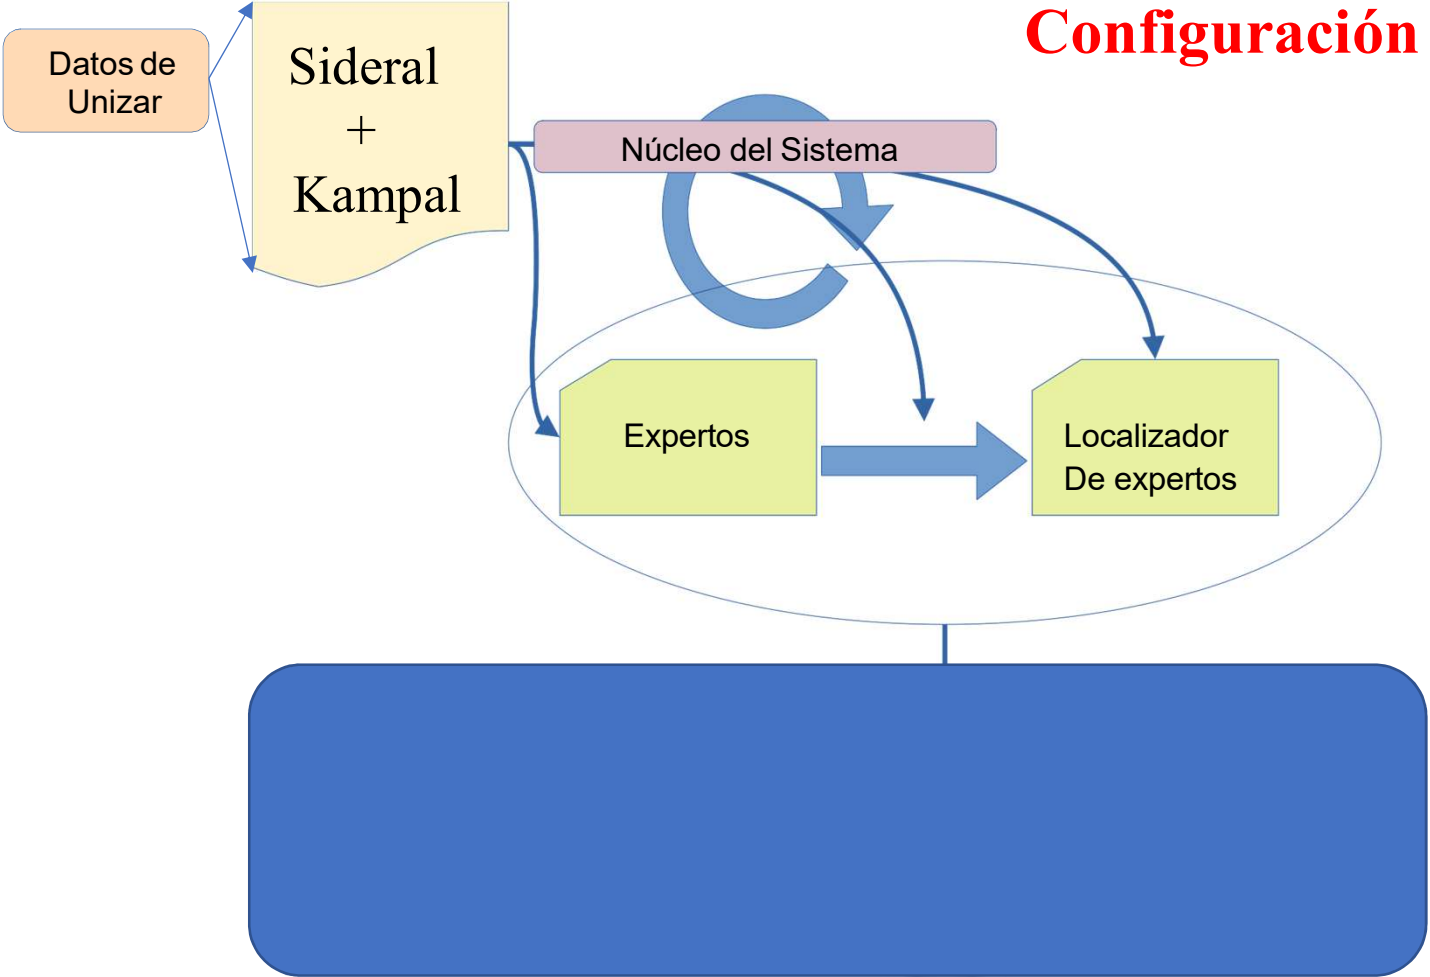 Configuración
Datos de
Unizar
Sideral
+
Kampal
Núcleo del Sistema
Expertos
Localizador
De expertos